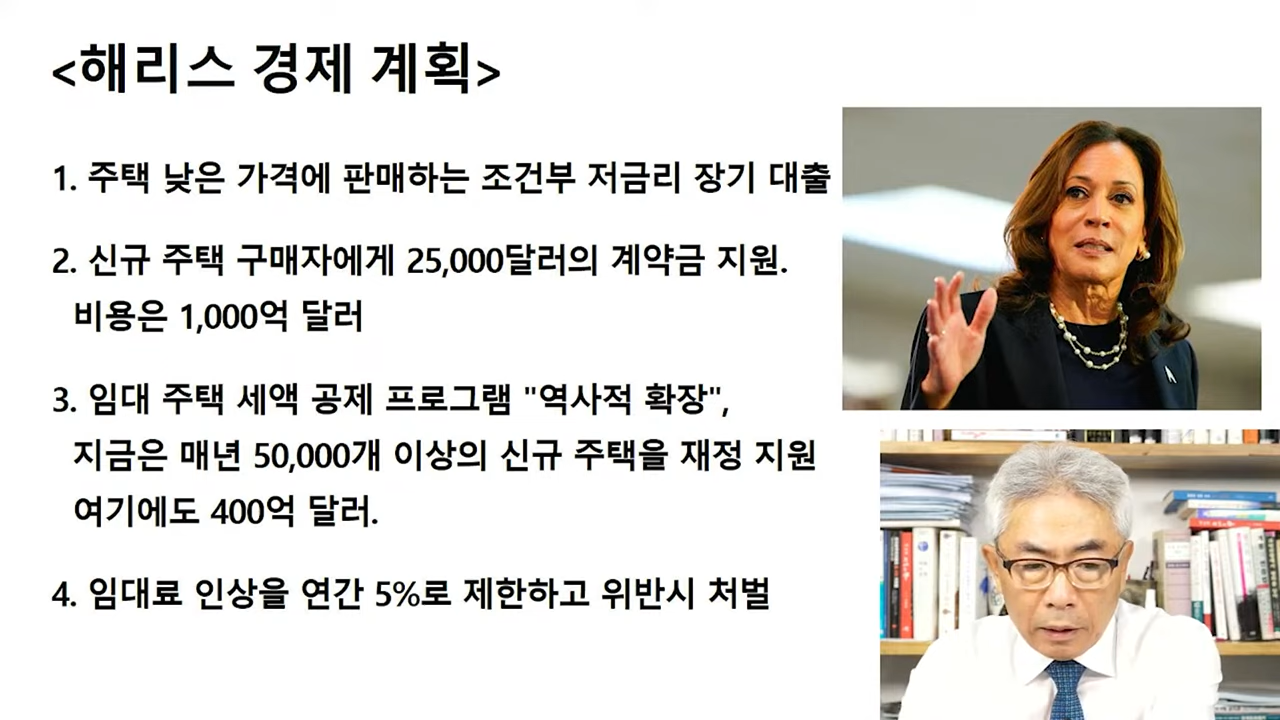 <해리스 경제 계획>
1. 주택 낮은 가격에 판매하는 조건부 저금리 장기 대출
2. 신규 주택 구매자에게 25,000달러의 계약금 지원.
비용은 1,000억 달러
3. 임대 주택 세액 공제 프로그램 "역사적 확장",
지금은 매년 50,000개 이상의 신규 주택을 재정 지원
여기에도 400억 달러.
4. 임대료 인상을 연간 5%로 제한하고 위반시 처벌